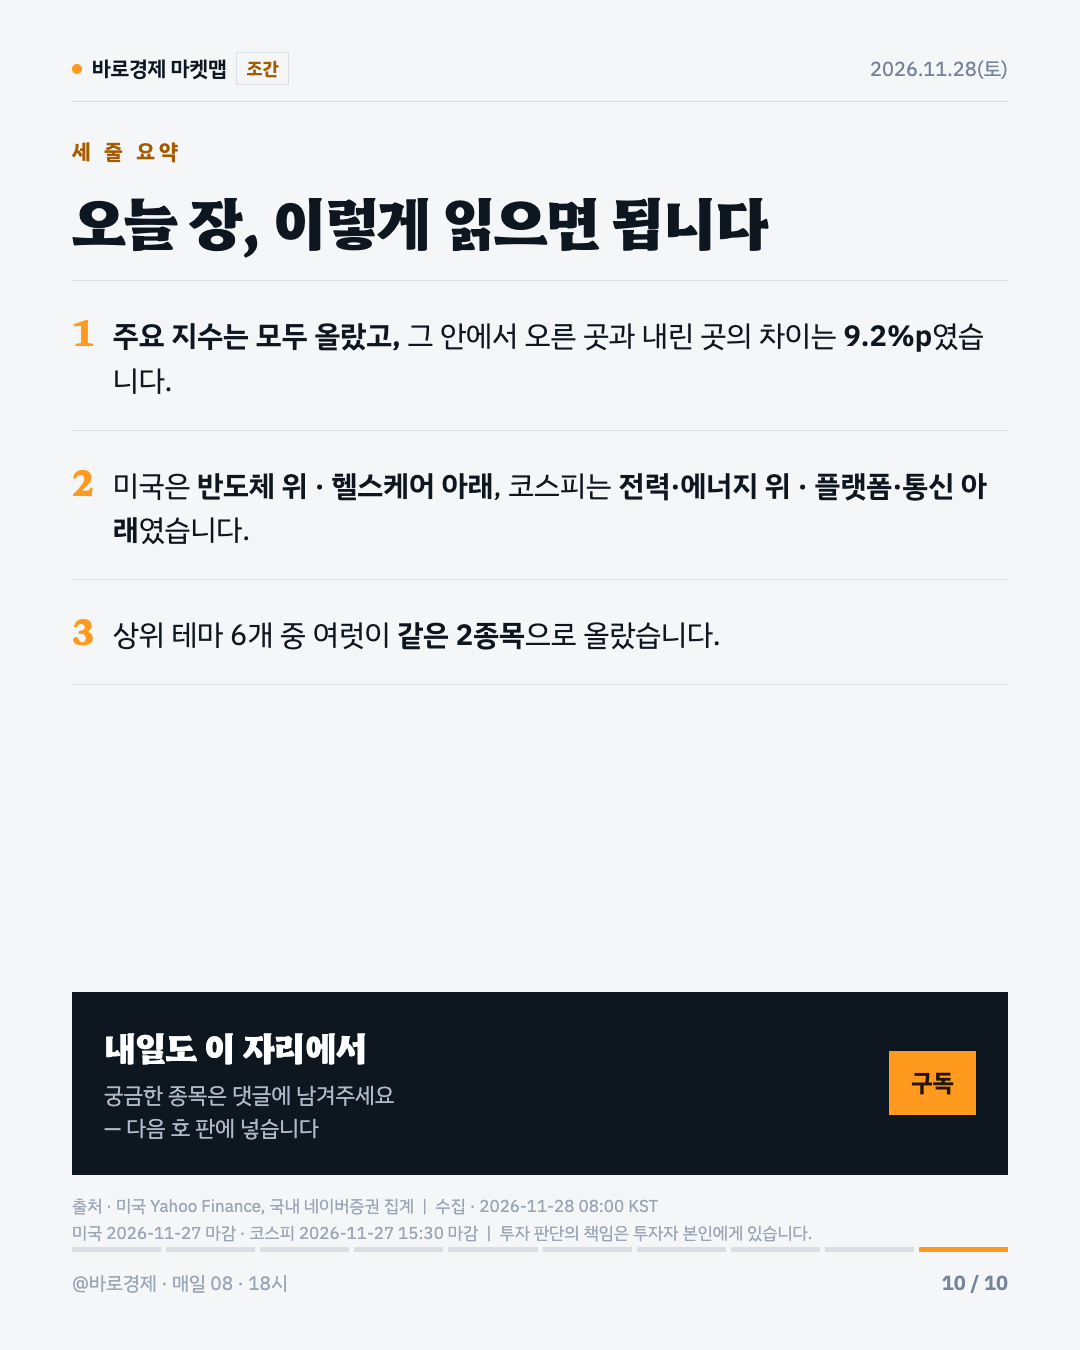 바로경제 마켓맵 조간
2026.11.28(토)
세 줄 요약
오늘 장, 이렇게 읽으면 됩니다
1 주요 지수는 모두 올랐고, 그 안에서 오른 곳과 내린 곳의 차이는 9.2%p였습
니다.
2 미국은 반도체 위 · 헬스케어 아래, 코스피는 전력·에너지 위 · 플랫폼·통신 아
래였습니다.
3 상위 테마 6개 중 여럿이 같은 2종목으로 올랐습니다.
내일도 이 자리에서
궁금한 종목은 댓글에 남겨주세요
— 다음 호 판에 넣습니다
구독
출처 · 미국 Yahoo Finance, 국내 네이버증권 집계 | 수집 · 2026-11-28 08:00 KST
미국 2026-11-27 마감 · 코스피 2026-11-27 15:30 마감 | 투자 판단의 책임은 투자자 본인에게 있습니다.
@바로경제 · 매일 08 · 18시
10 / 10